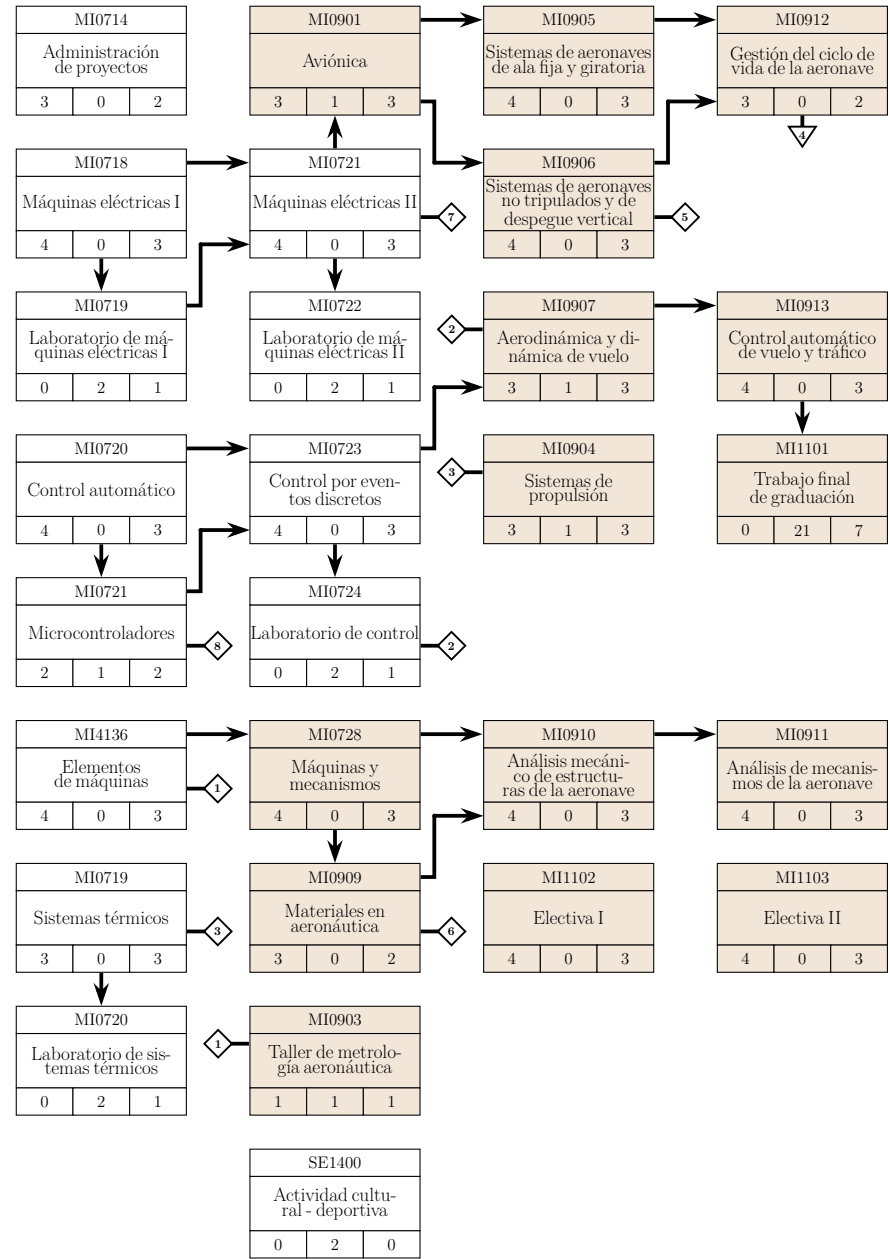 MI0714
Administración
de proyectos
3 0 2
MI0901
Aviónica
3 1 3
MI0905
Sistemas de aeronaves
de ala fija y giratoria
4 0 3
MI0912
Gestión del ciclo de
vida de la aeronave
3 0 2
4
MI0718
Máquinas eléctricas I
4 0 3
MI0721
Máquinas eléctricas II
4 0 3
7
MI0906
Sistemas de aeronaves
no tripulados y de
despegue vertical
4 0 3
5
MI0719
Laboratorio de má-
quinas eléctricas I
0 2 1
MI0722
Laboratorio de má-
quinas eléctricas II
0 2 1
2
MI0907
Aerodinámica y di-
námica de vuelo
3 1 3
MI0913
Control automático
de vuelo y tráfico
4 0 3
MI0720
Control automático
4 0 3
MI0723
Control por even-
tos discretos
4 0 3
3
MI0904
Sistemas de
propulsión
3 1 3
MI1101
Trabajo final
de graduación
0 21 7
MI0721
Microcontroladores
2 1 2
8
MI0724
Laboratorio de control
0 2 1
2
MI4136
Elementos
de máquinas
4 0 3
1
MI0728
Máquinas y
mecanismos
4 0 3
MI0910
Análisis mecáni-
co de estructu-
ras de la aeronave
4 0 3
MI0911
Análisis de mecanis-
mos de la aeronave
4 0 3
MI0719
Sistemas térmicos
3 0 3
3
MI0909
Materiales en
aeronáutica
3 0 2
6
MI1102
Electiva I
4 0 3
MI1103
Electiva II
4 0 3
MI0720
Laboratorio de sis-
temas térmicos
0 2 1
1
MI0903
Taller de metrolo-
gía aeronáutica
1 1 1
SE1400
Actividad cultu-
ral - deportiva
0 2 0